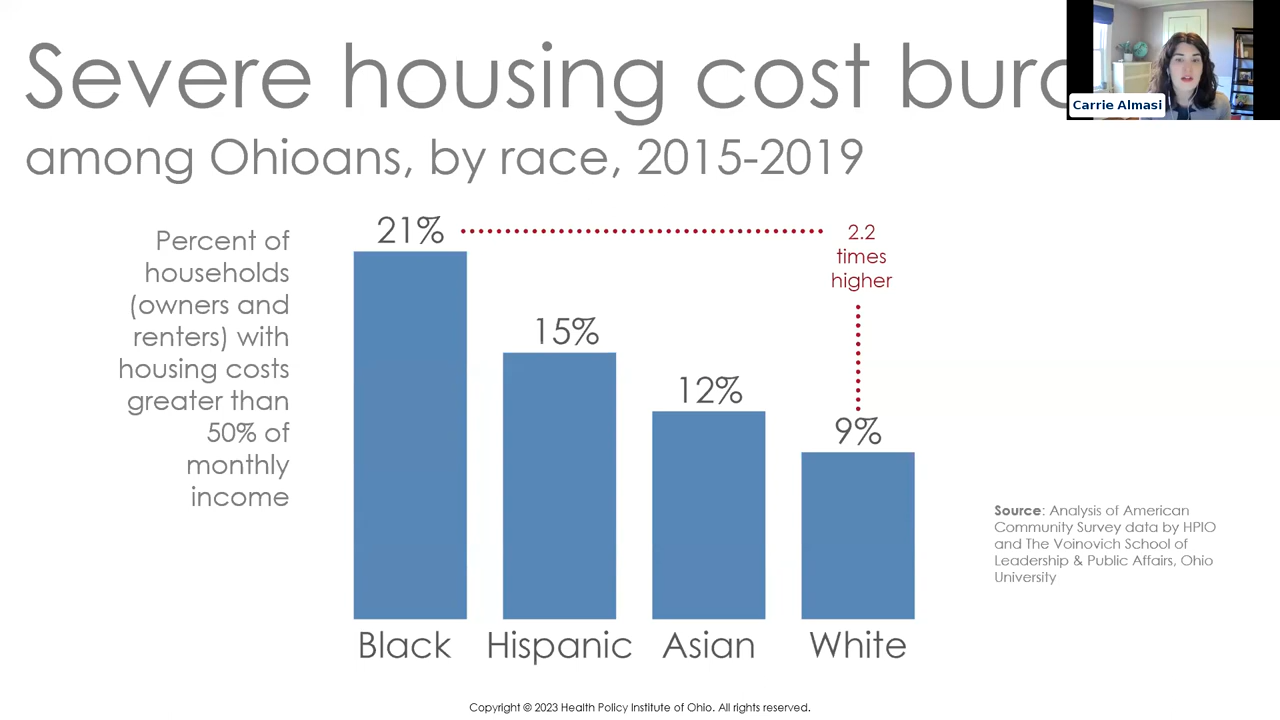 Severe housing cost burd
Carrie Almasi
among Ohioans, by race, 2015-2019
Percent of
households
(owners and
renters) with
housing costs
greater than
50% of
monthly
income
21%
15%
12%
9%
2.2
times
higher
Black
Hispanic
Asian
White
Source: Analysis of American
Community Survey data by HPIO
and The Voinovich School of
Leadership & Public Affairs, Ohio
University
Copyright © 2023 Health Policy Institute of Ohio. All rights reserved.